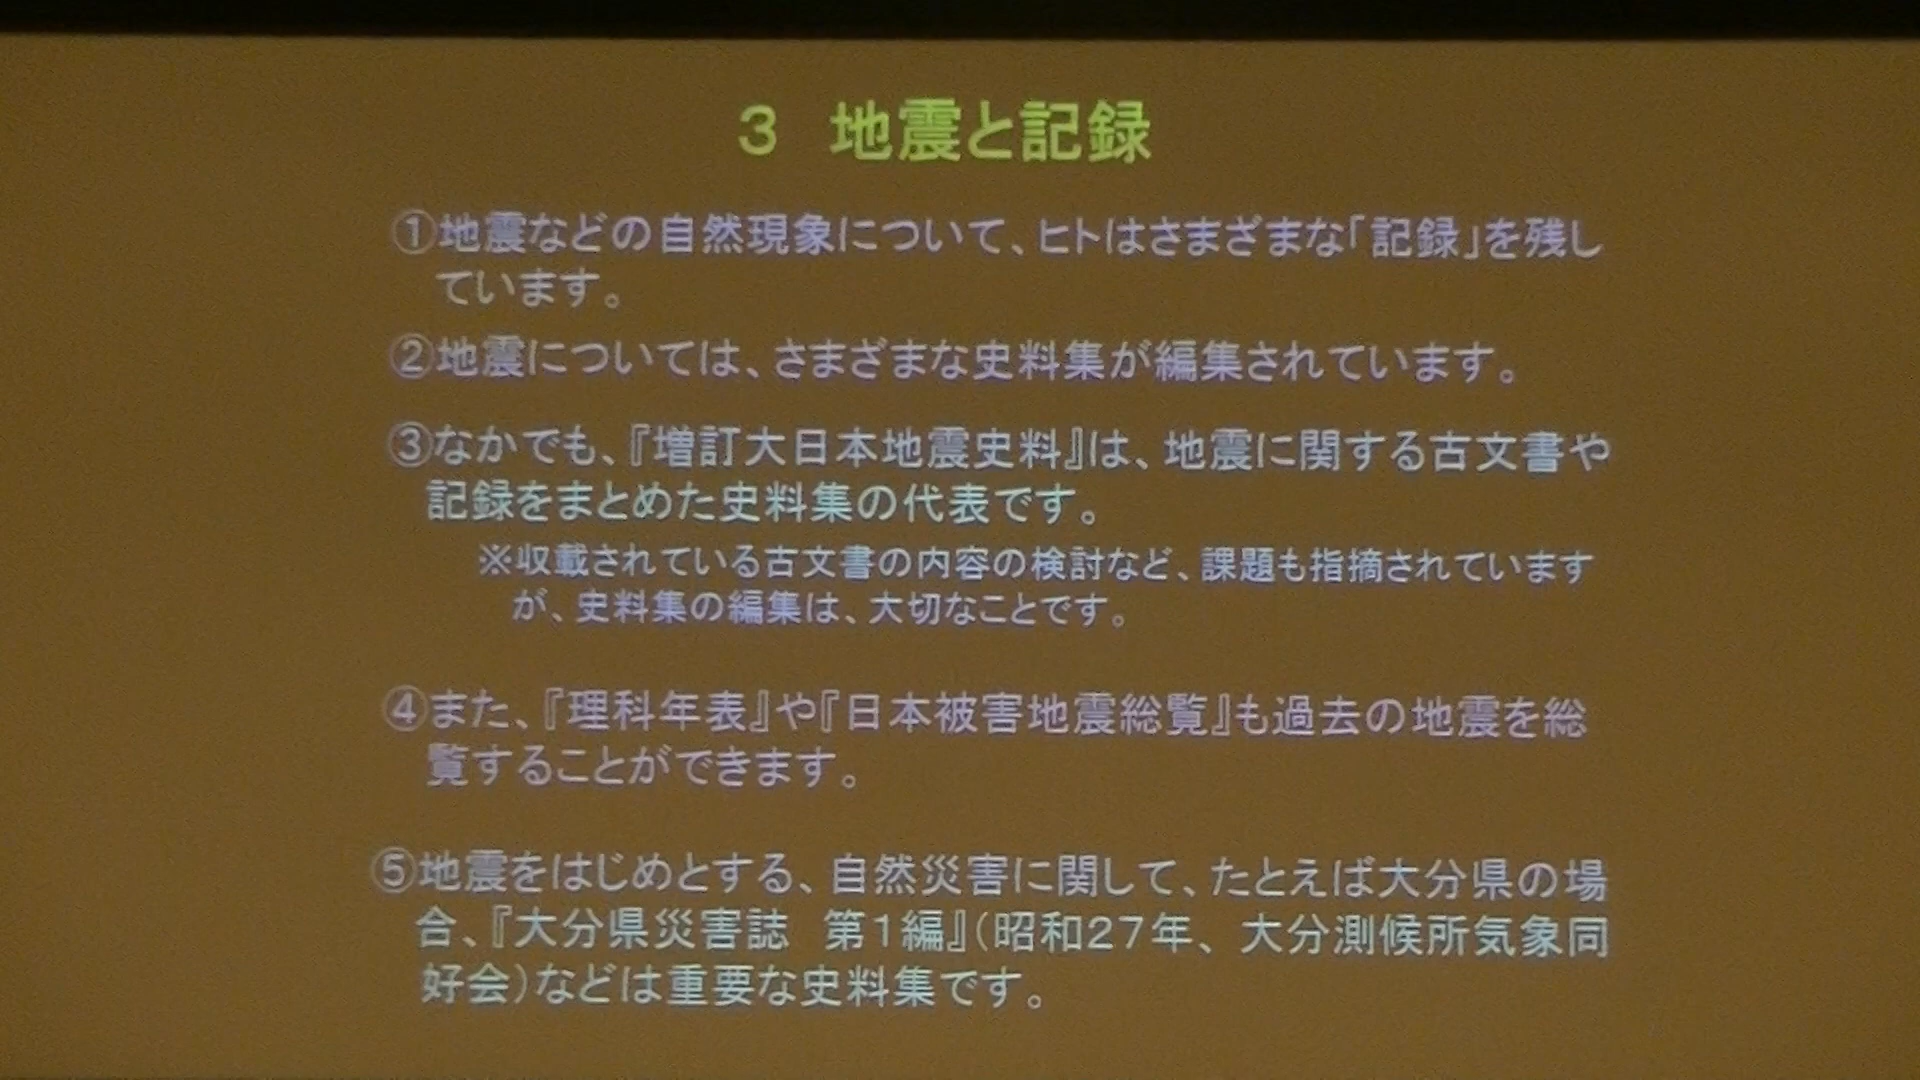 3　地震と記録
①地震などの自然現象について、ヒトはさまざまな「記録」を残し
ています。
②地震については、さまざまな史料集が編集されています。
③なかでも、『増訂大日本地震史料』は、地震に関する古文書や
記録をまとめた史料集の代表です。
※収載されている古文書の内容の検討など、課題も指摘されています
が、史料集の編集は、大切なことです。
④また、『理科年表』や『日本被害地震総覧』も過去の地震を総
覧することができます。
⑤地震をはじめとする、自然災害に関して、たとえば大分県の場
合、『大分県災害誌　第1編』(昭和27年、大分測候所気象同
好会)などは重要な史料集です。